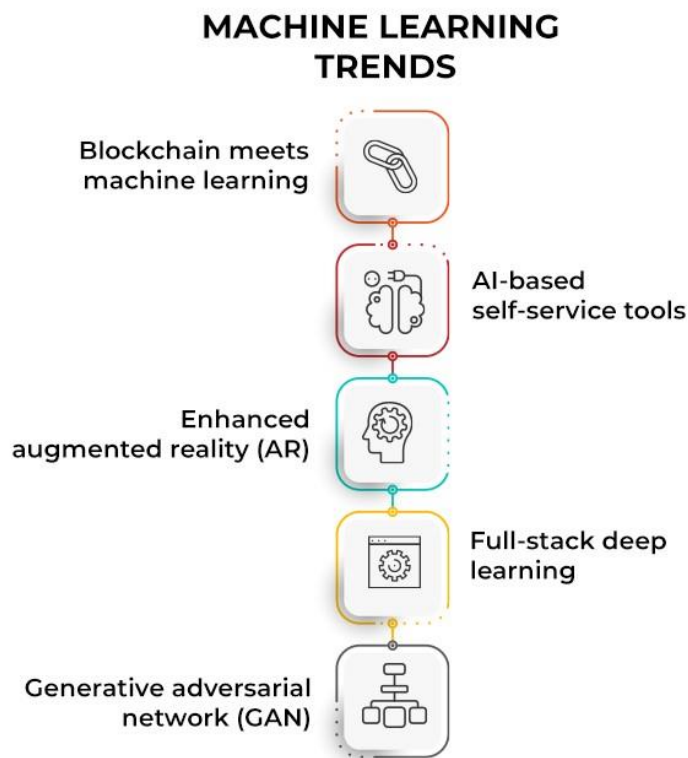 MACHINE LEARNING
TRENDS
Blockchain meets
machine learning
AI-based
self-service tools
Enhanced
augmented reality (AR)
Full-stack deep
learning
Generative adversarial
network (GAN)